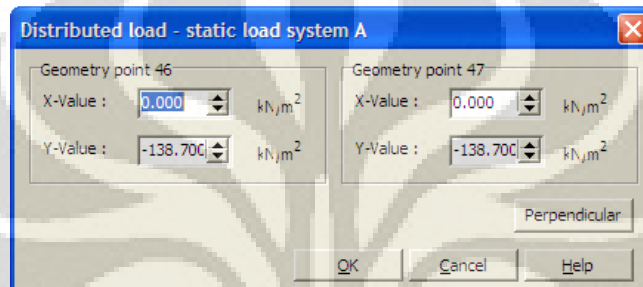 Distributed load - static load system A
Geometry point 46 Geometry point 47
X-Value : 0.000 kN/m² X-Value : 0.000 kN/m²
Y-Value : -138.700 kN/m² Y-Value : -138.700 kN/m²
Perpendicular
OK Cancel Help